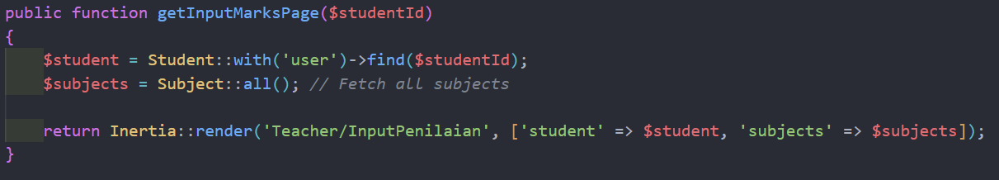 public function getInputMarksPage($studentId)
{
    $student = Student::with('user')->find($studentId);
    $subjects = Subject::all(); // Fetch all subjects

    return Inertia::render('Teacher/InputPenilaian', ['student' => $student, 'subjects' => $subjects]);
}